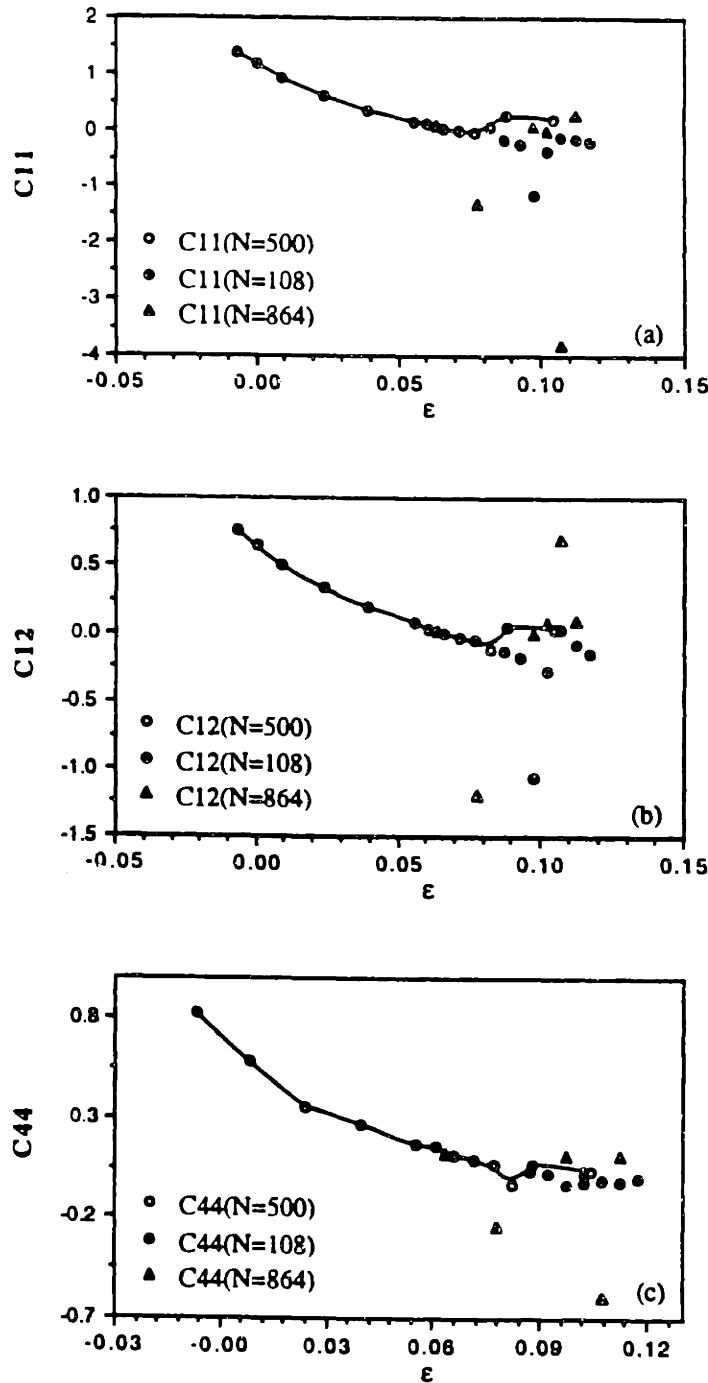 2
1
0
-1
-2
-3
-4
C11
C11(N=500)
C11(N=108)
C11(N=864)
(a)
-0.05
0.00
0.05
0.10
0.15
ε
1.0
0.5
0.0
-0.5
-1.0
-1.5
C12
C12(N=500)
C12(N=108)
C12(N=864)
(b)
-0.05
0.00
0.05
0.10
0.15
ε
0.8
0.3
-0.2
-0.7
C44
C44(N=500)
C44(N=108)
C44(N=864)
(c)
-0.03
-0.00
0.03
0.06
0.09
0.12
ε